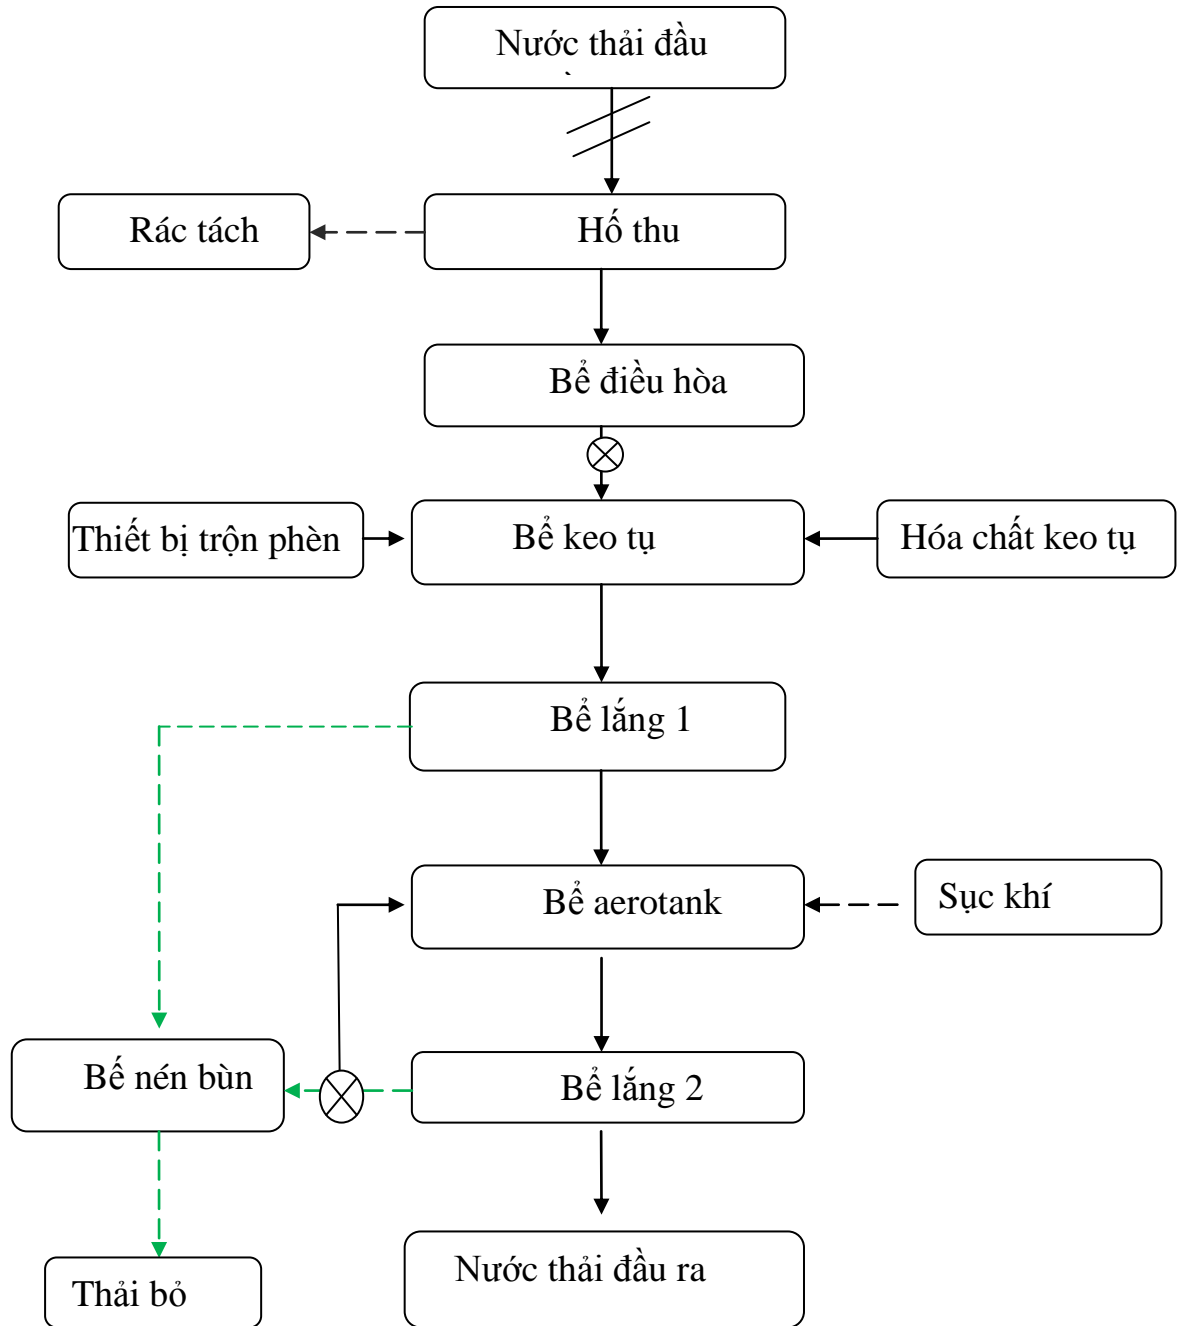 Nước thải đầu
Rác tách
Hố thu
Bể điều hòa
Thiết bị trộn phèn
Bể keo tụ
Hóa chất keo tụ
Bể lắng 1
Bể aerotank
Sục khí
Bế nén bùn
Bể lắng 2
Nước thải đầu ra
Thải bỏ